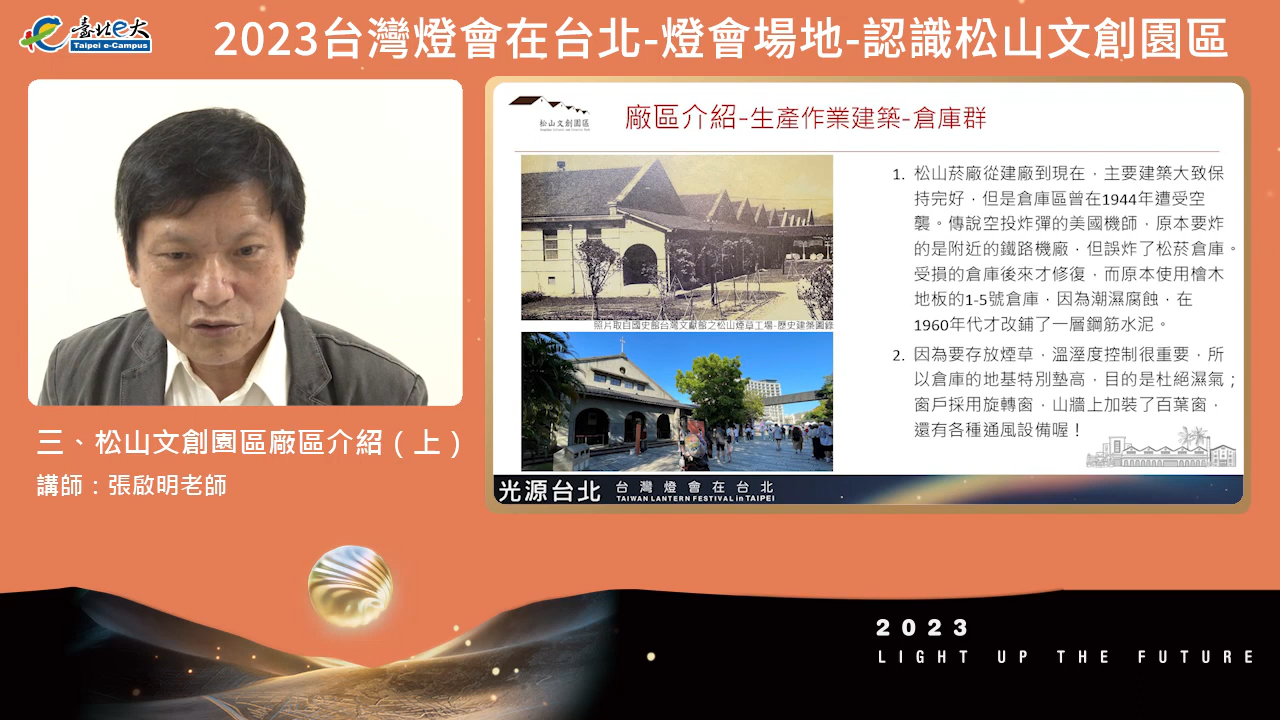 臺北e大
Taipei e-Campus
2023台灣燈會在台北-燈會場地-認識松山文創園區
松山文創園區
廠區介紹-生產作業建築-倉庫群
照片取自國史館台灣文獻館之松山煙草工場-歷史建築圖錄
1. 松山菸廠從建廠到現在，主要建築大致保
持完好，但是倉庫區曾在1944年遭受空
襲。傳說空投炸彈的美國機師，原本要炸
的是附近的鐵路機廠，但誤炸了松菸倉庫。
受損的倉庫後來才修復，而原本使用檜木
地板的1-5號倉庫，因為潮濕腐蝕，在
1960年代才改鋪了一層鋼筋水泥。
2. 因為要存放煙草，溫溼度控制很重要，所
以倉庫的地基特別墊高，目的是杜絕濕氣；
窗戶採用旋轉窗，山牆上加裝了百葉窗，
還有各種通風設備喔！
光源台北
台灣燈會在台北
TAIWAN LANTERN FESTIVAL in TAIPEI
三、松山文創園區廠區介紹（上）
講師：張啟明老師
2023
LIGHT UP THE FUTURE